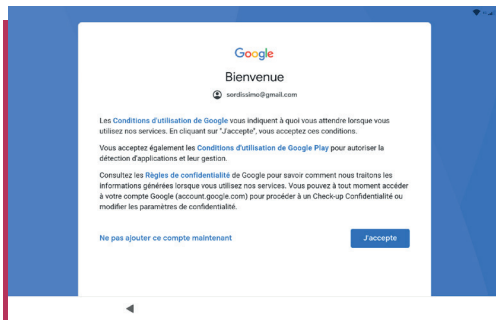 Google
Bienvenue
sordissimo@gmail.com
Les Conditions d'utilisation de Google vous indiquent à quoi vous attendre lorsque vous
utilisez nos services. En cliquant sur "J'accepte", vous acceptez ces conditions.
Vous acceptez également les Conditions d'utilisation de Google Play pour autoriser la
détection d'applications et leur gestion.
Consultez les Règles de confidentialité de Google pour savoir comment nous traitons les
informations générées lorsque vous utilisez nos services. Vous pouvez à tout moment accéder
à votre compte Google (account.google.com) pour procéder à un Check-up Confidentialité ou
modifier les paramètres de confidentialité.
Ne pas ajouter ce compte maintenant
J'accepte